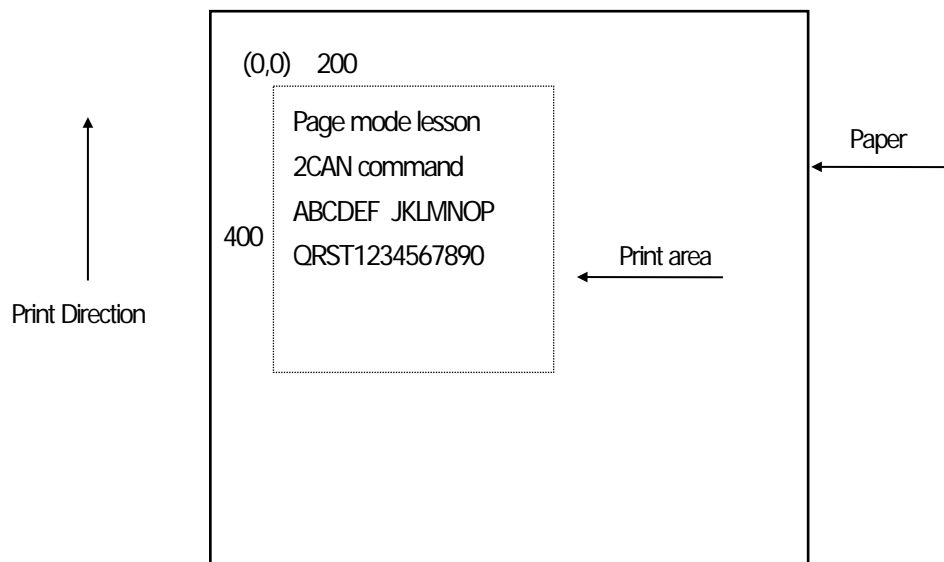 (0,0) 200
Page mode lesson
2CAN command
ABCDEF JKLMNOP
QRST1234567890
400
Print area
Paper
Print Direction